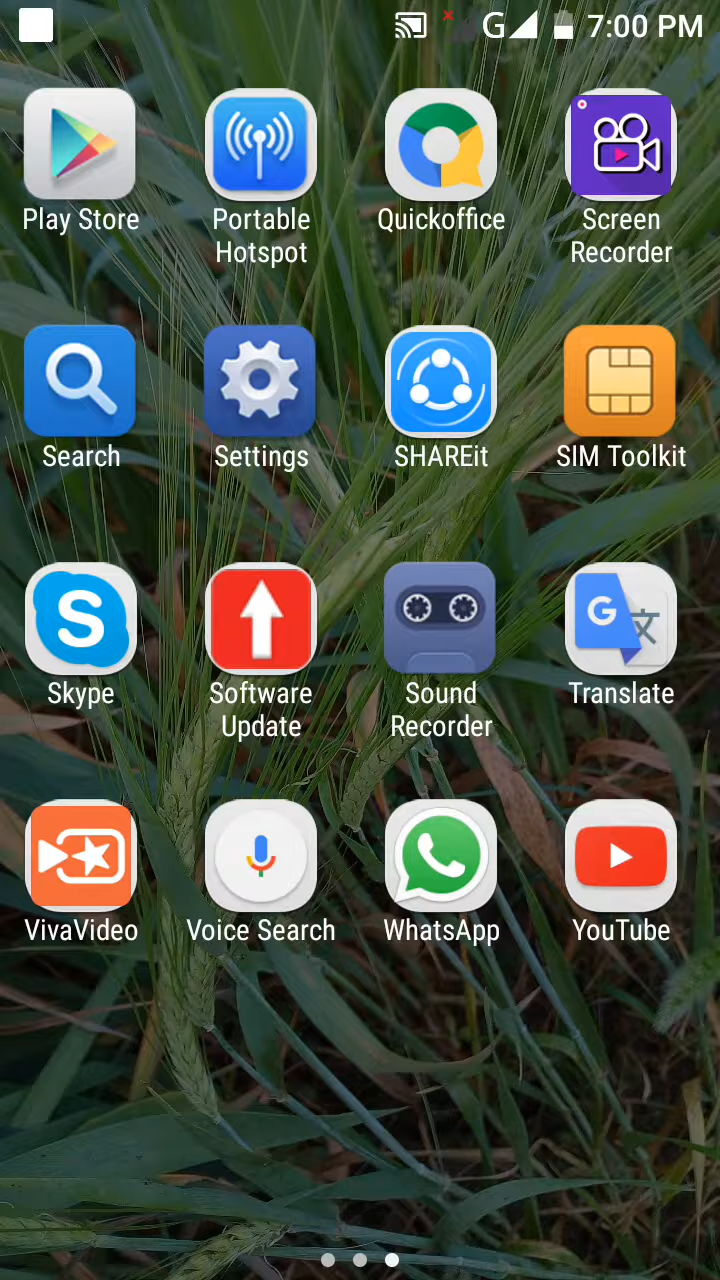 G 7:00 PM
Play Store
Portable
Hotspot
Quickoffice
Screen
Recorder
Search
Settings
SHAREit
SIM Toolkit
S
Skype
Software
Update
Sound
Recorder
G 文
Translate
VivaVideo
Voice Search
WhatsApp
YouTube